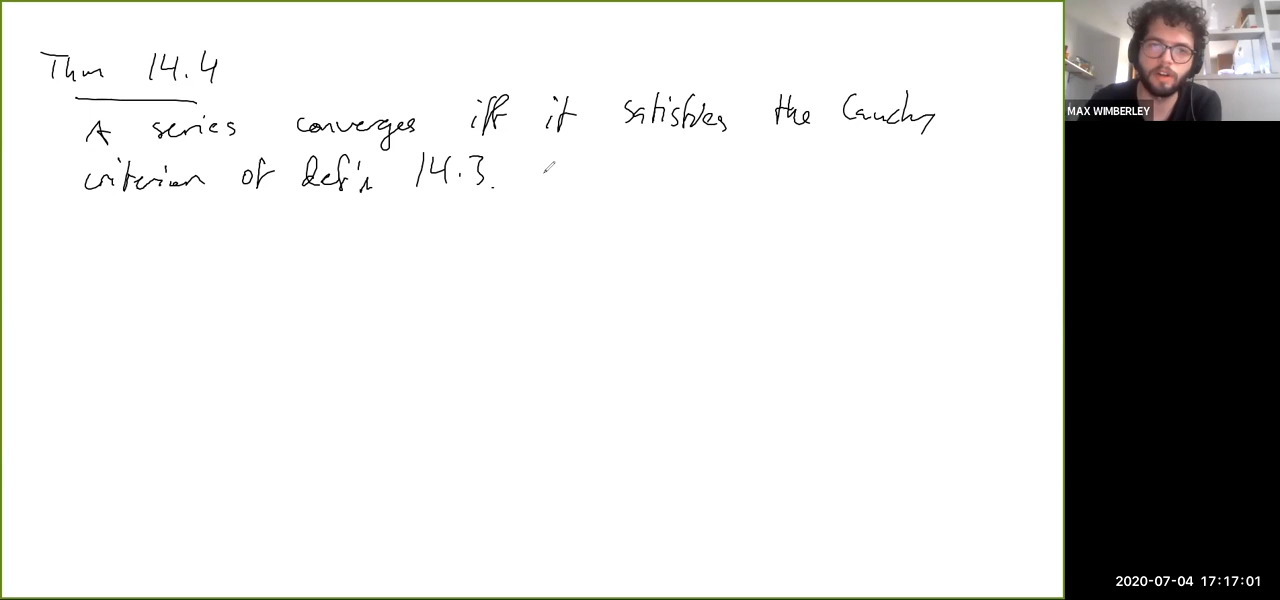 Thm 14.4
A series converges iff it satisfies the Cauchy
criterion of def'n 14.3.
MAX WIMBERLEY
2020-07-04 17:17:01